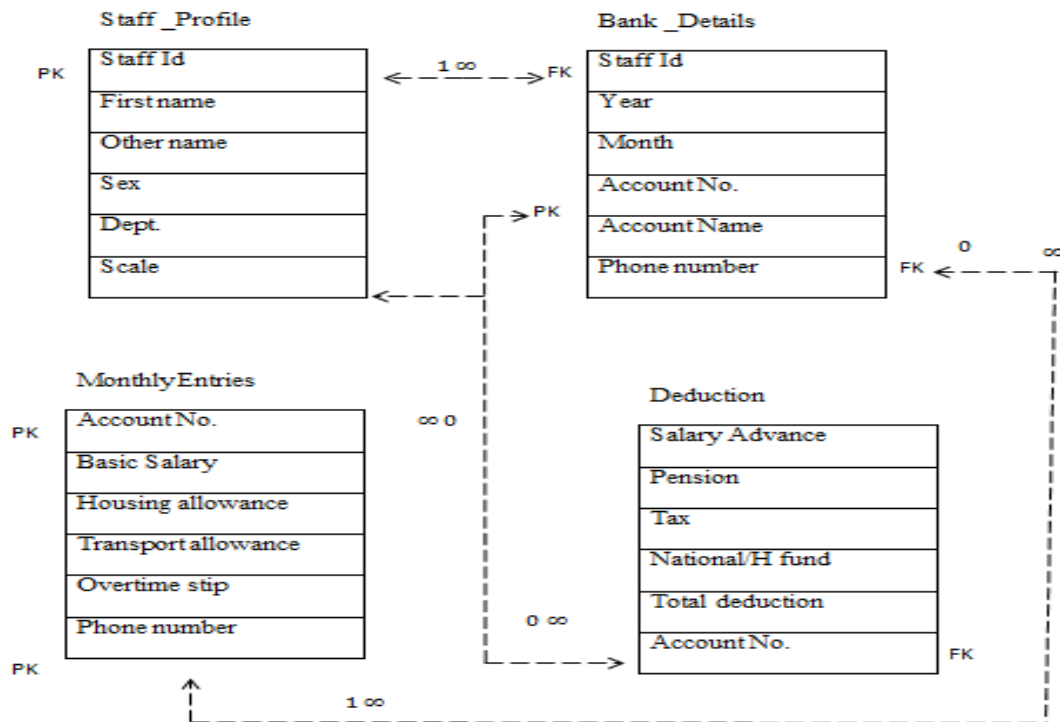 Staff _Profile
Bank _Details
PK
Staff Id
1 ∞
FK
Staff Id
First name
Year
Other name
Month
Sex
Account No.
Dept.
PK
Account Name
Scale
Phone number
FK
0
∞
Monthly Entries
Deduction
PK
Account No.
∞ 0
Salary Advance
Basic Salary
Pension
Housing allowance
Tax
Transport allowance
National/H fund
Overtime stip
Total deduction
Phone number
0 ∞
Account No.
FK
PK
1 ∞